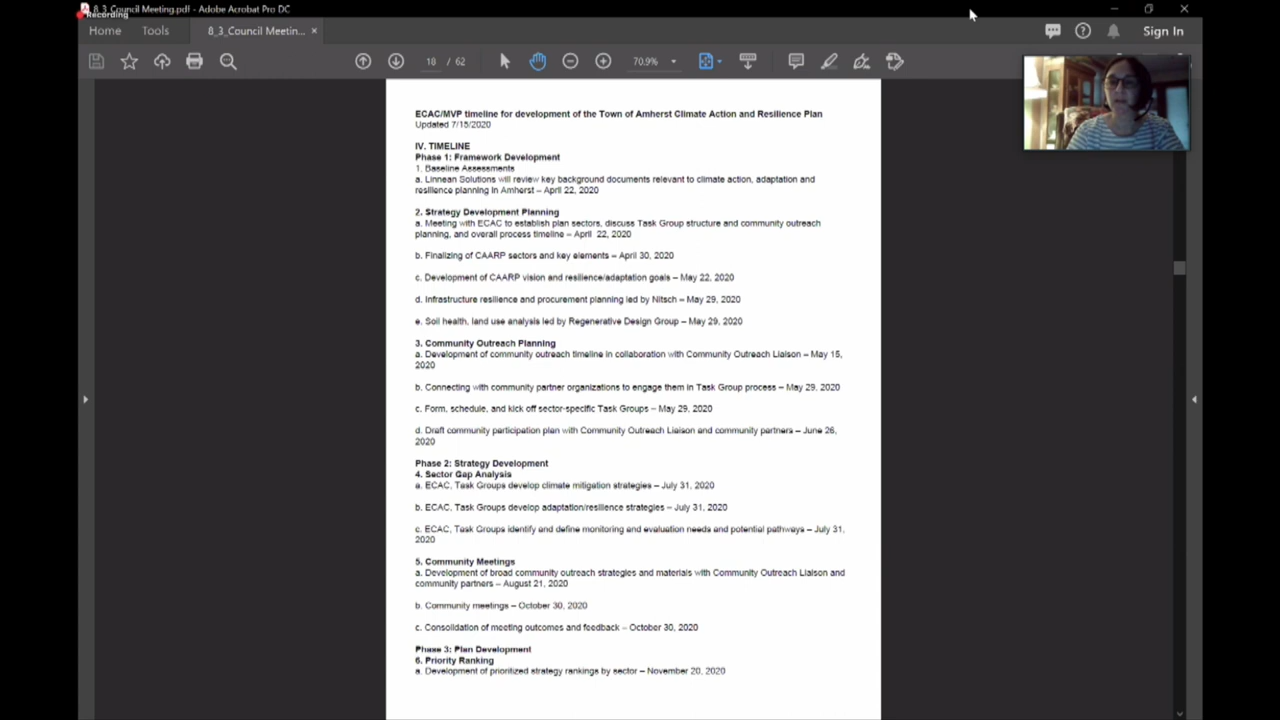 8_3_Council Meeting.pdf - Adobe Acrobat Pro DC
Recording
Home
Tools
8_3_Council Meetin...
Sign In
18 / 62
70.9%
ECAC/MVP timeline for development of the Town of Amherst Climate Action and Resilience Plan
Updated 7/15/2020
IV. TIMELINE
Phase 1: Framework Development
1. Baseline Assessments
a. Linnean Solutions will review key background documents relevant to climate action, adaptation and
resilience planning in Amherst – April 22, 2020
2. Strategy Development Planning
a. Meeting with ECAC to establish plan sectors, discuss Task Group structure and community outreach
planning, and overall process timeline – April 22, 2020
b. Finalizing of CAARP sectors and key elements – April 30, 2020
c. Development of CAARP vision and resilience/adaptation goals – May 22, 2020
d. Infrastructure resilience and procurement planning led by Nitsch – May 29, 2020
e. Soil health, land use analysis led by Regenerative Design Group – May 29, 2020
3. Community Outreach Planning
a. Development of community outreach timeline in collaboration with Community Outreach Liaison – May 15,
2020
b. Connecting with community partner organizations to engage them in Task Group process – May 29, 2020
c. Form, schedule, and kick off sector-specific Task Groups – May 29, 2020
d. Draft community participation plan with Community Outreach Liaison and community partners – June 26,
2020
Phase 2: Strategy Development
4. Sector Gap Analysis
a. ECAC, Task Groups develop climate mitigation strategies – July 31, 2020
b. ECAC, Task Groups develop adaptation/resilience strategies – July 31, 2020
c. ECAC, Task Groups identify and define monitoring and evaluation needs and potential pathways – July 31,
2020
5. Community Meetings
a. Development of broad community outreach strategies and materials with Community Outreach Liaison and
community partners – August 21, 2020
b. Community meetings – October 30, 2020
c. Consolidation of meeting outcomes and feedback – October 30, 2020
Phase 3: Plan Development
6. Priority Ranking
a. Development of prioritized strategy rankings by sector – November 20, 2020